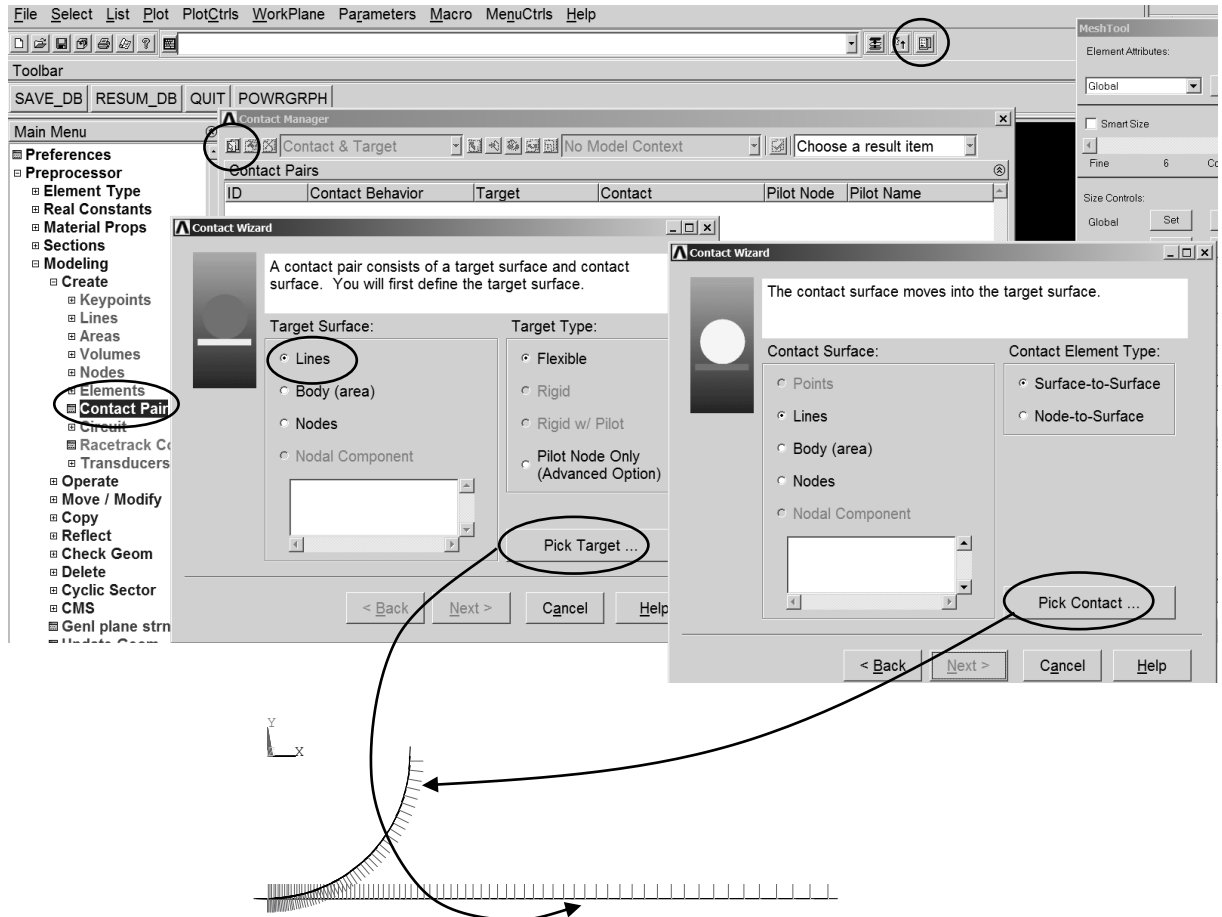 File Select List Plot PlotCtrls WorkPlane Parameters Macro MenuCtrls Help
Toolbar
SAVE_DB RESUM_DB QUIT POWRGRPH
Main Menu
Preferences
Preprocessor
Element Type
Real Constants
Material Props
Sections
Modeling
Create
Keypoints
Lines
Areas
Volumes
Nodes
Elements
Contact Pair
Circuit
Racetrack Co
Transducers
Operate
Move / Modify
Copy
Reflect
Check Geom
Delete
Cyclic Sector
CMS
Genl plane strn
Update Geom
Contact Manager
Contact & Target No Model Context Choose a result item
Contact Pairs
ID Contact Behavior Target Contact Pilot Node Pilot Name
Contact Wizard
A contact pair consists of a target surface and contact
surface. You will first define the target surface.
Target Surface:
Lines
Body (area)
Nodes
Nodal Component
Target Type:
Flexible
Rigid
Rigid w/ Pilot
Pilot Node Only
(Advanced Option)
Pick Target ...
< Back Next > Cancel Help
Contact Wizard
The contact surface moves into the target surface.
Contact Surface:
Points
Lines
Body (area)
Nodes
Nodal Component
Contact Element Type:
Surface-to-Surface
Node-to-Surface
Pick Contact ...
< Back Next > Cancel Help
MeshTool
Element Attributes:
Global
Smart Size
Fine 6 Co
Size Controls:
Global Set
Y
X